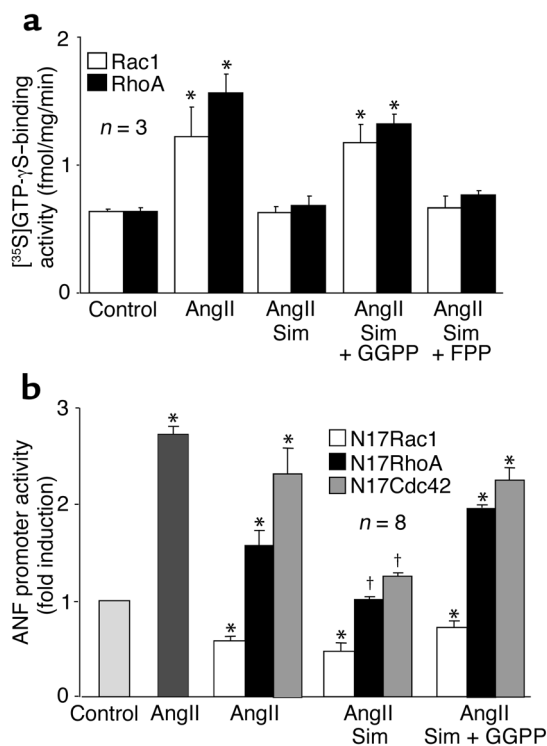 a
[35S]GTP-γS–binding
activity (fmol/mg/min)
2
1
0
Rac1
RhoA
n = 3
* * * *
Control AngII AngII AngII AngII
Sim Sim Sim
+ GGPP + FPP
b
ANF promoter activity
(fold induction)
3
2
1
0
N17Rac1
N17RhoA
N17Cdc42
n = 8
* * * * * † † * * *
Control AngII AngII AngII AngII
Sim Sim + GGPP